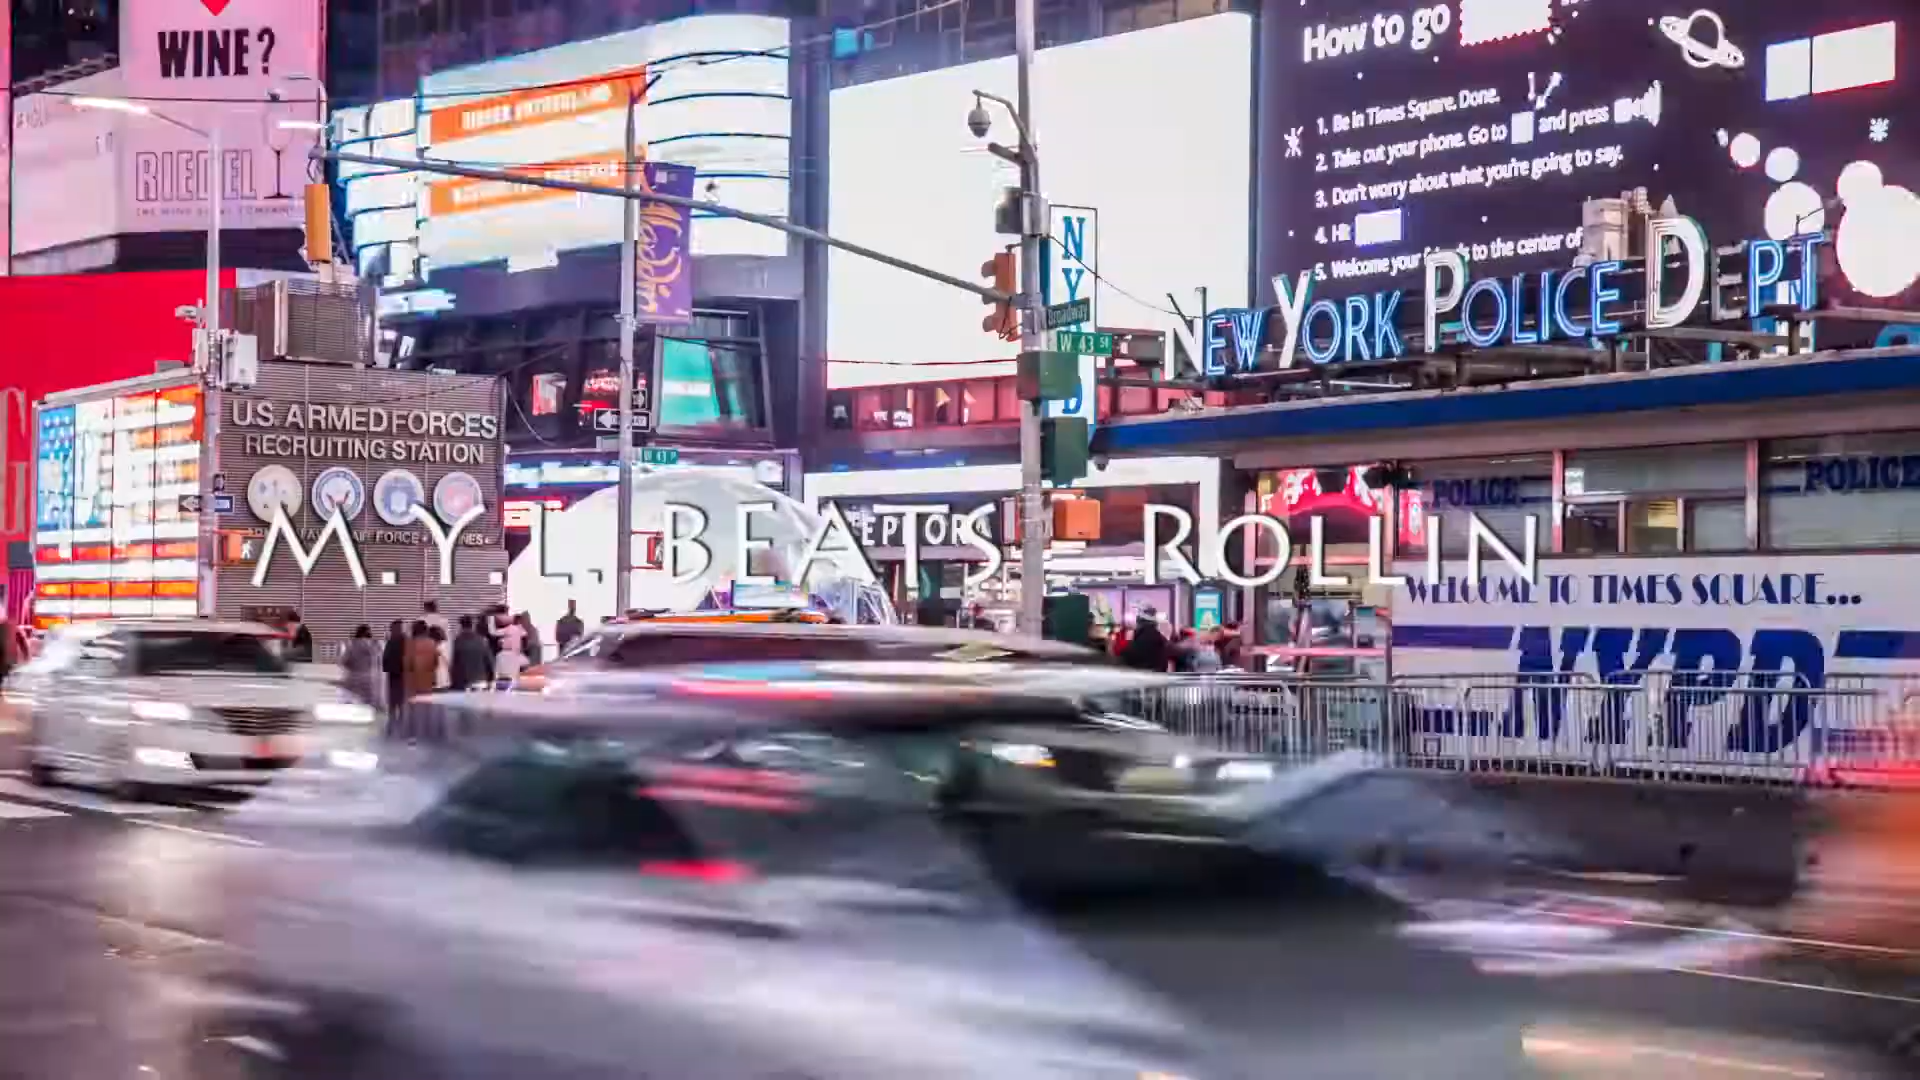 WINE?
RIEDEL
How to go
1. Be in Times Square. Done.
2. Take out your phone. Go to and press
3. Don't worry about what you're going to say.
4. Hit
5. Welcome your to the center of
Aladdin
NYPD
Broadway
W 43 ST
NEW YORK POLICE DEPT
U.S. ARMED FORCES
RECRUITING STATION
W 43
POLICE
POLICE
M.Y.L. BEATS - ROLLIN
WELCOME TO TIMES SQUARE...
NYPD